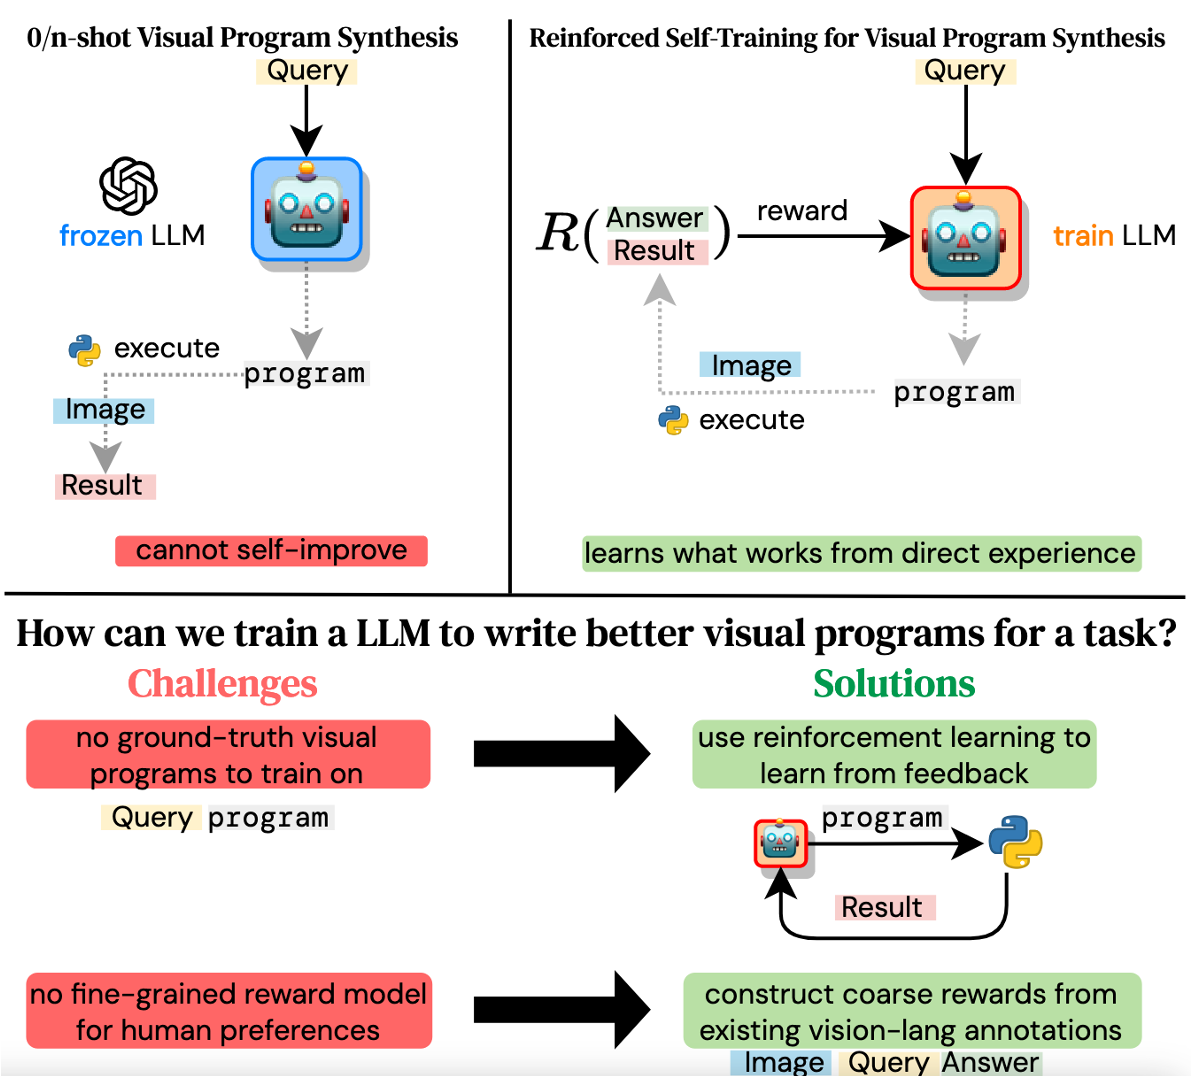 0/n-shot Visual Program Synthesis
Query
frozen LLM
execute
program
Image
Result
cannot self-improve
Reinforced Self-Training for Visual Program Synthesis
Query
R(Answer
Result)
reward
train LLM
Image
program
execute
learns what works from direct experience
How can we train a LLM to write better visual programs for a task?
Challenges
Solutions
no ground-truth visual
programs to train on
Query program
use reinforcement learning to
learn from feedback
program
Result
no fine-grained reward model
for human preferences
construct coarse rewards from
existing vision-lang annotations
Image Query Answer